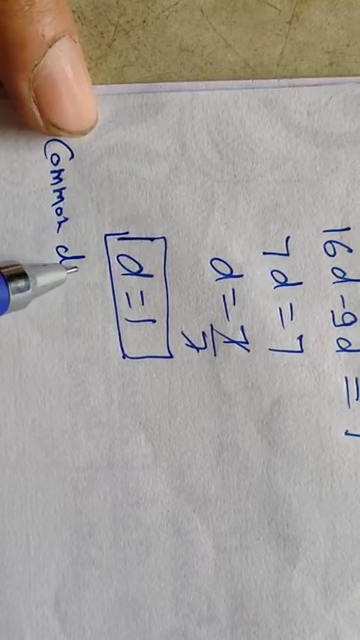 16d-9d =
7d = 7
d = 7/7
d = 1
Common d